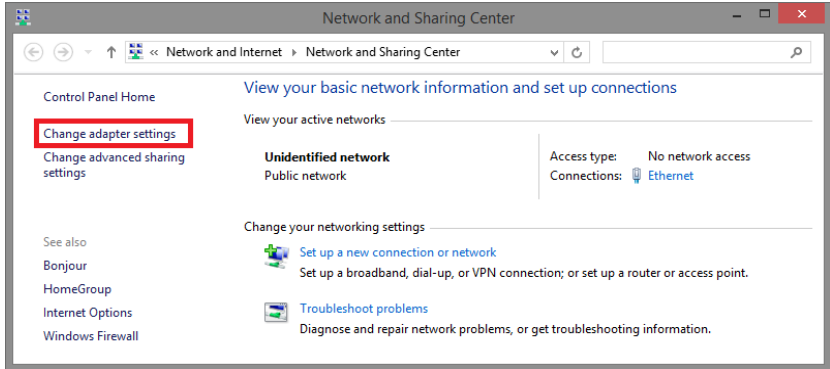 Network and Sharing Center
« Network and Internet Network and Sharing Center
Control Panel Home
Change adapter settings
Change advanced sharing
settings
See also
Bonjour
HomeGroup
Internet Options
Windows Firewall
View your basic network information and set up connections
View your active networks
Unidentified network
Public network
Access type: No network access
Connections: Ethernet
Change your networking settings
Set up a new connection or network
Set up a broadband, dial-up, or VPN connection; or set up a router or access point.
Troubleshoot problems
Diagnose and repair network problems, or get troubleshooting information.